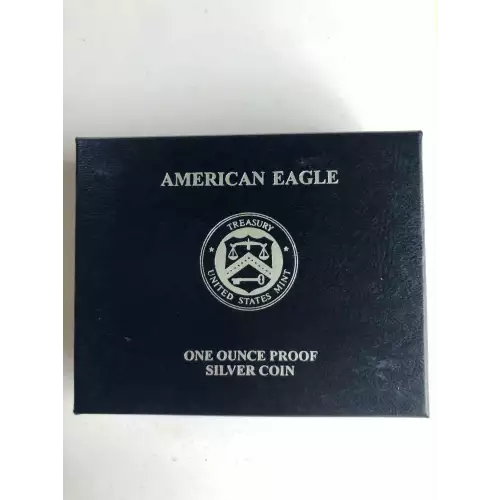 AMERICAN EAGLE
TREASURY
UNITED STATES MINT
ONE OUNCE PROOF
SILVER COIN